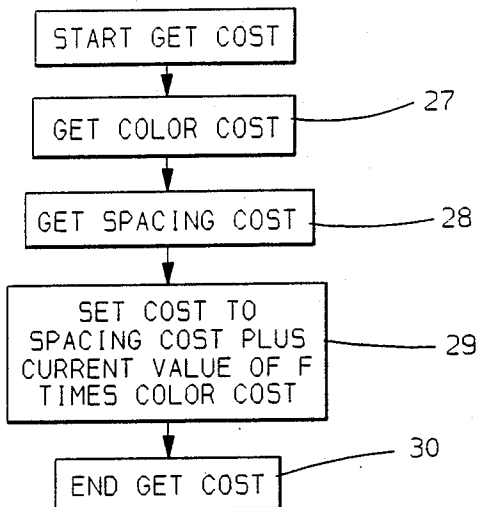 START GET COST
GET COLOR COST
27
GET SPACING COST
28
SET COST TO
SPACING COST PLUS
CURRENT VALUE OF F
TIMES COLOR COST
29
END GET COST
30